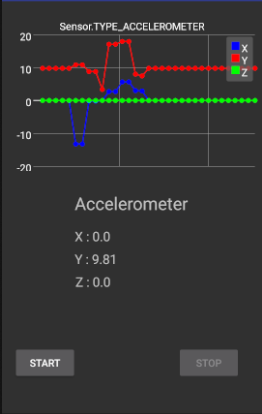 Sensor.TYPE_ACCELEROMETER
20
10
0
-10
-20
X
Y
Z
Accelerometer
X : 0.0
Y : 9.81
Z : 0.0
START
STOP